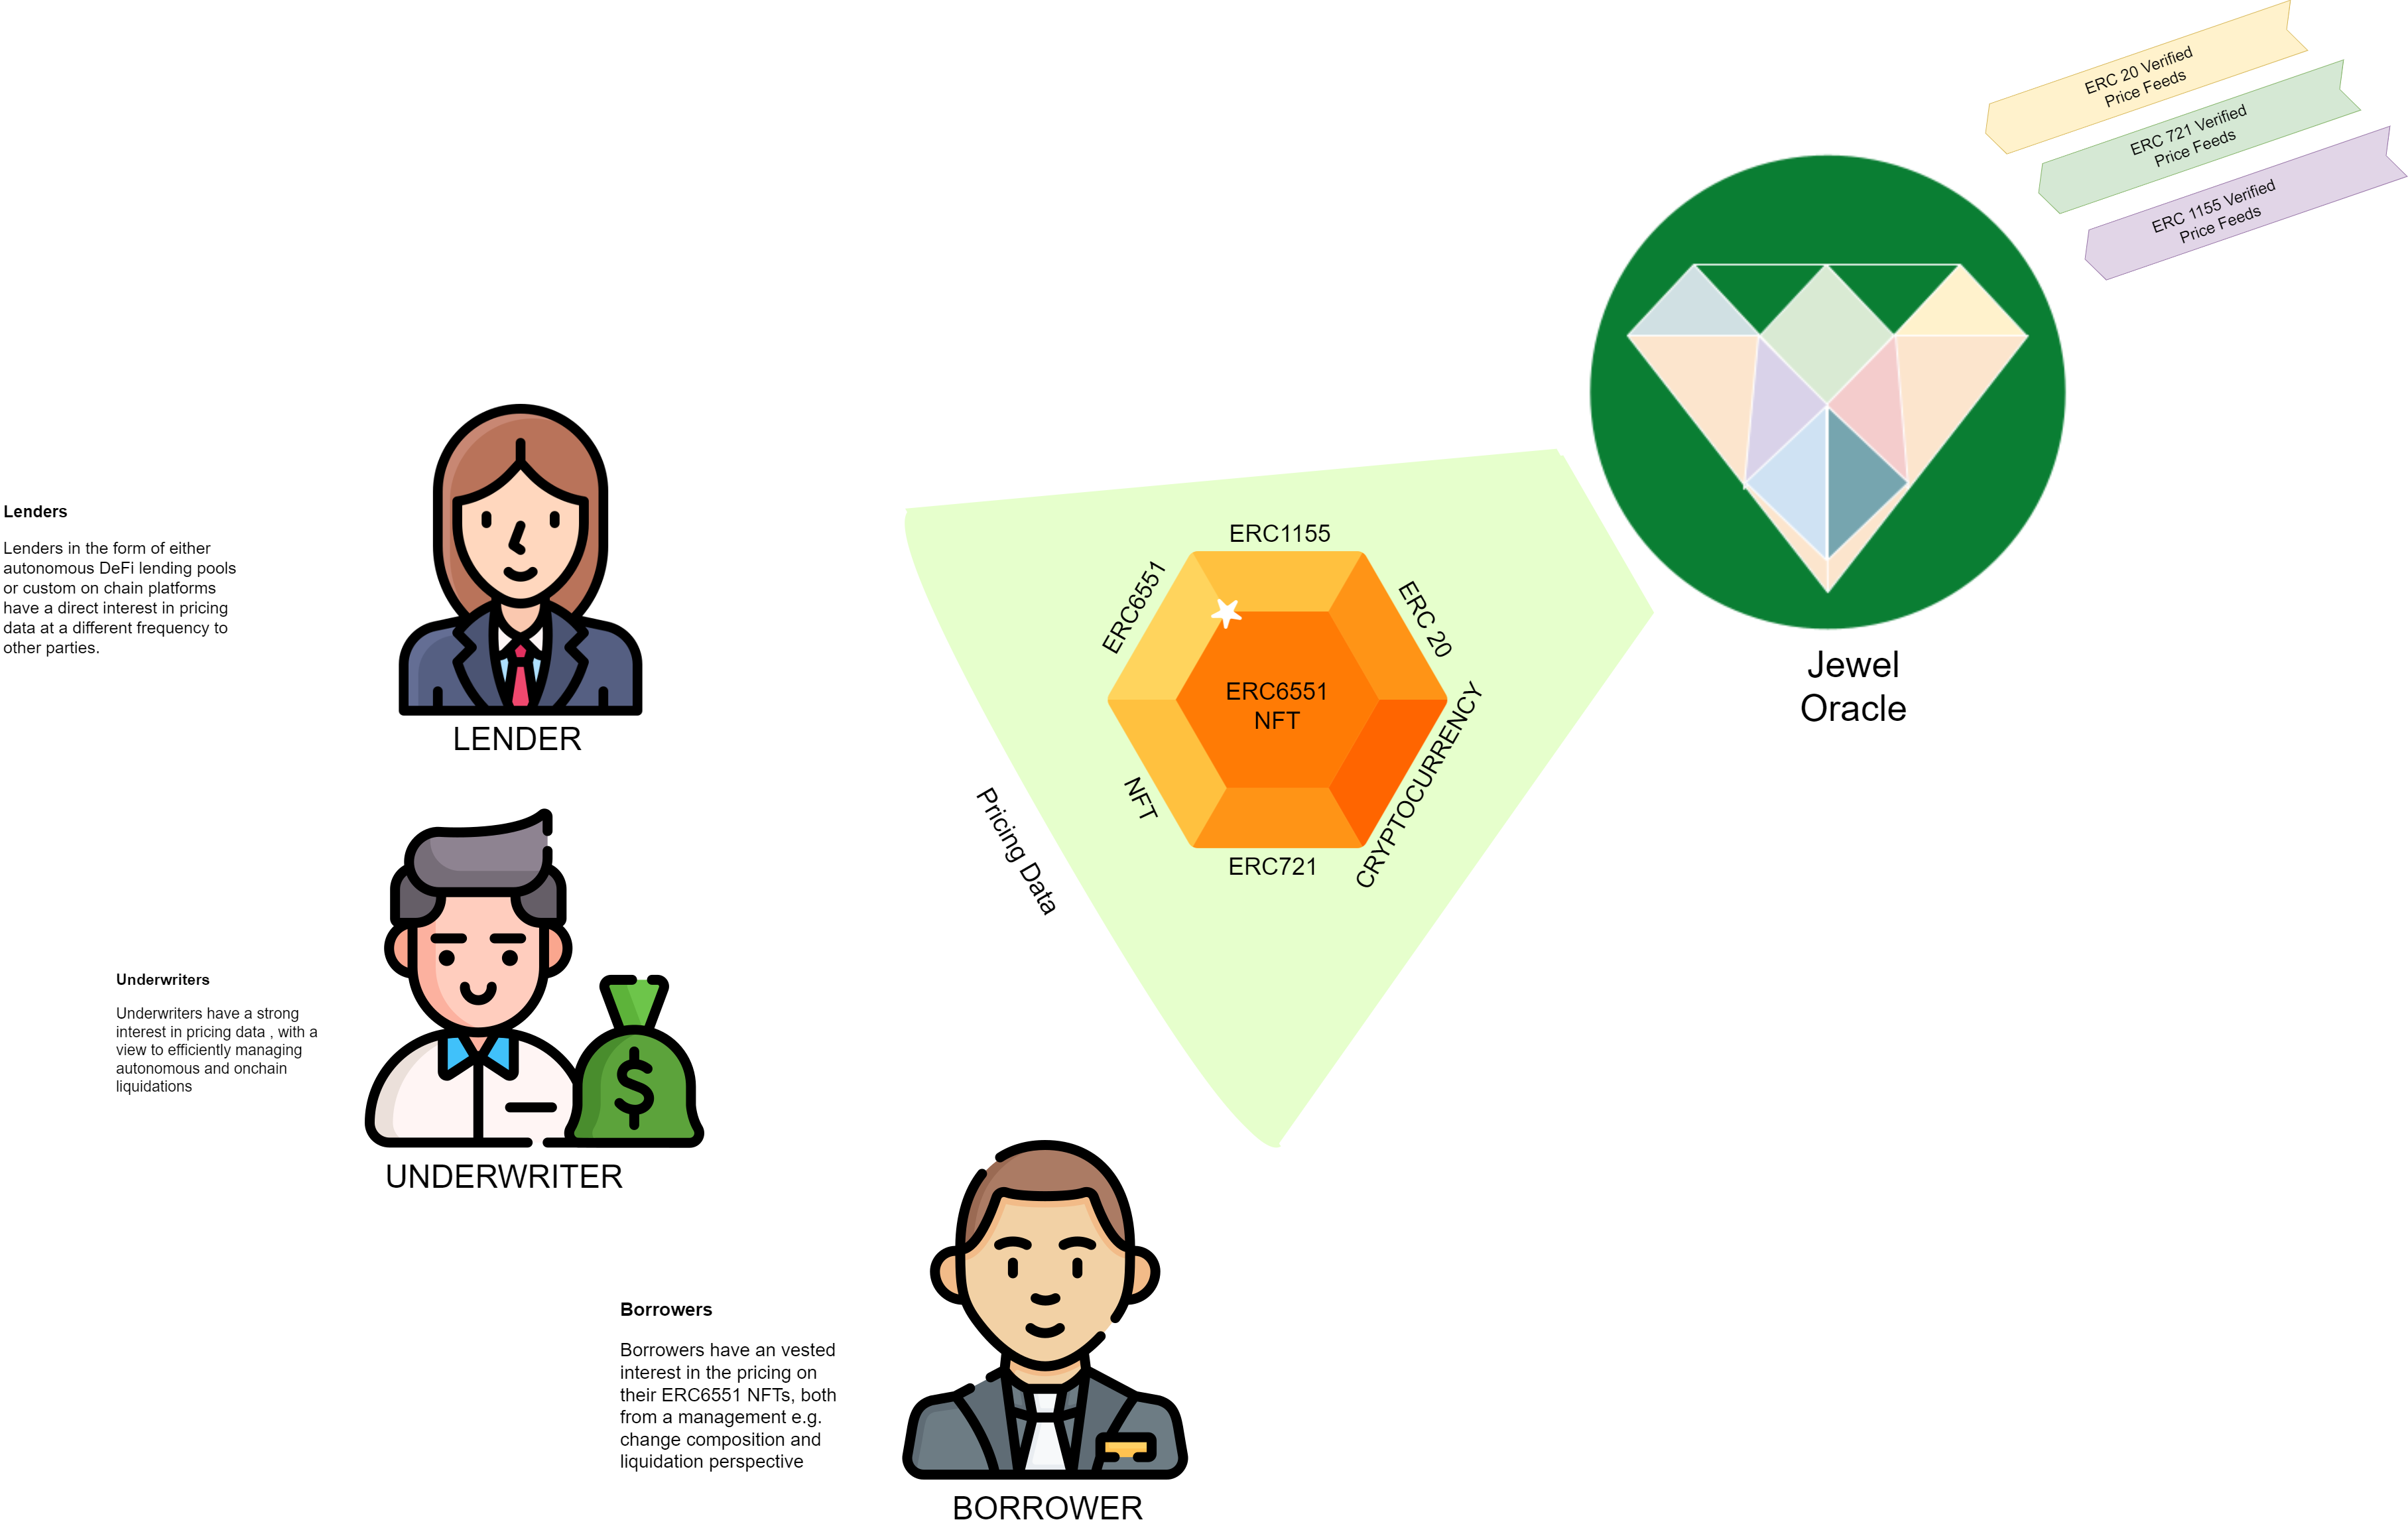 ERC 20 Verified
Price Feeds
ERC 721 Verified
Price Feeds
ERC 1155 Verified
Price Feeds
Jewel
Oracle
ERC1155
ERC6551
ERC 20
ERC6551
NFT
CRYPTOCURRENCY
NFT
ERC721
Pricing Data
Lenders
Lenders in the form of either
autonomous DeFi lending pools
or custom on chain platforms
have a direct interest in pricing
data at a different frequency to
other parties.
LENDER
Underwriters
Underwriters have a strong
interest in pricing data , with a
view to efficiently managing
autonomous and onchain
liquidations
$
UNDERWRITER
Borrowers
Borrowers have an vested
interest in the pricing on
their ERC6551 NFTs, both
from a management e.g.
change composition and
liquidation perspective
BORROWER